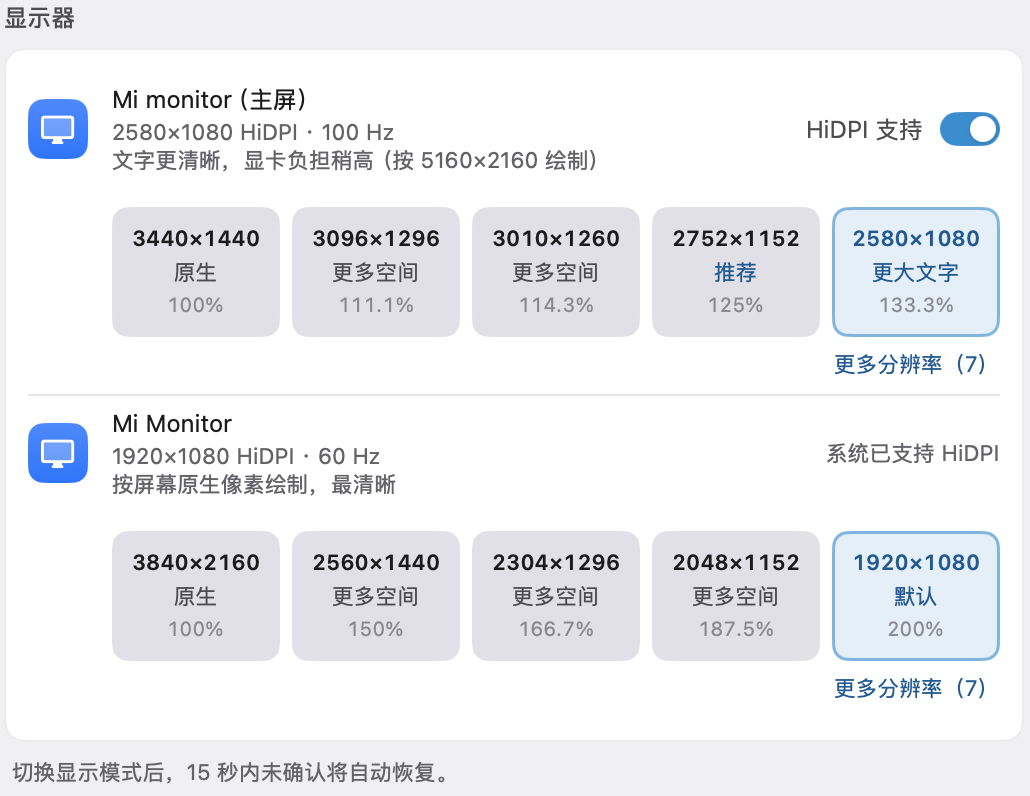 显示器
Mi monitor (主屏)
2580×1080 HiDPI · 100 Hz
文字更清晰，显卡负担稍高（按 5160×2160 绘制）
HiDPI 支持
3440×1440
原生
100%
3096×1296
更多空间
111.1%
3010×1260
更多空间
114.3%
2752×1152
推荐
125%
2580×1080
更大文字
133.3%
更多分辨率（7）
Mi Monitor
1920×1080 HiDPI · 60 Hz
按屏幕原生像素绘制，最清晰
系统已支持 HiDPI
3840×2160
原生
100%
2560×1440
更多空间
150%
2304×1296
更多空间
166.7%
2048×1152
更多空间
187.5%
1920×1080
默认
200%
更多分辨率（7）
切换显示模式后，15 秒内未确认将自动恢复。